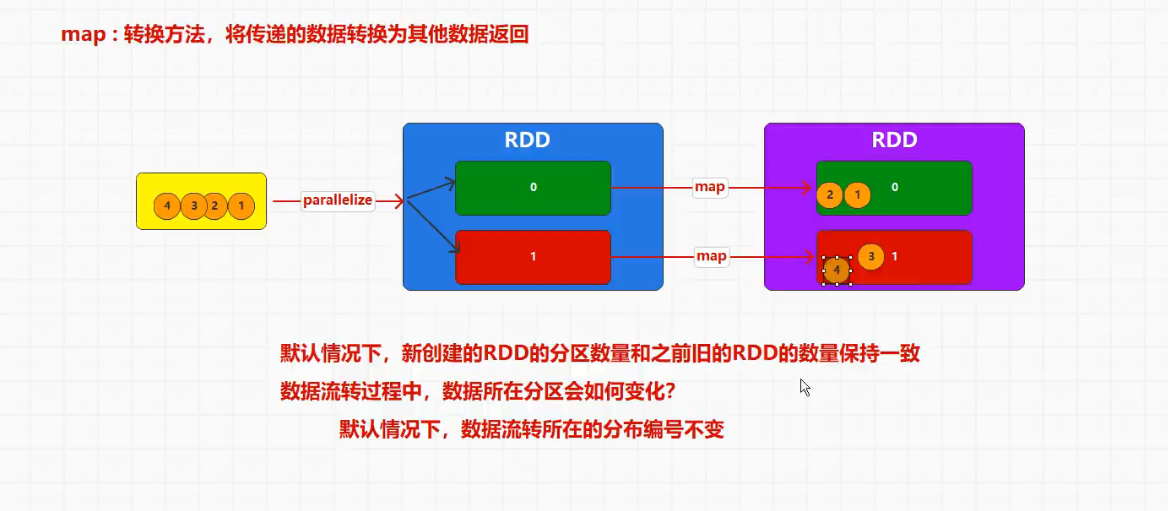 map : 转换方法，将传递的数据转换为其他数据返回
RDD
RDD
4 3 2 1
parallelize
0
map
2 1 0
1
map
4 3 1
默认情况下，新创建的RDD的分区数量和之前旧的RDD的数量保持一致
数据流转过程中，数据所在分区会如何变化？
默认情况下，数据流转所在的分布编号不变